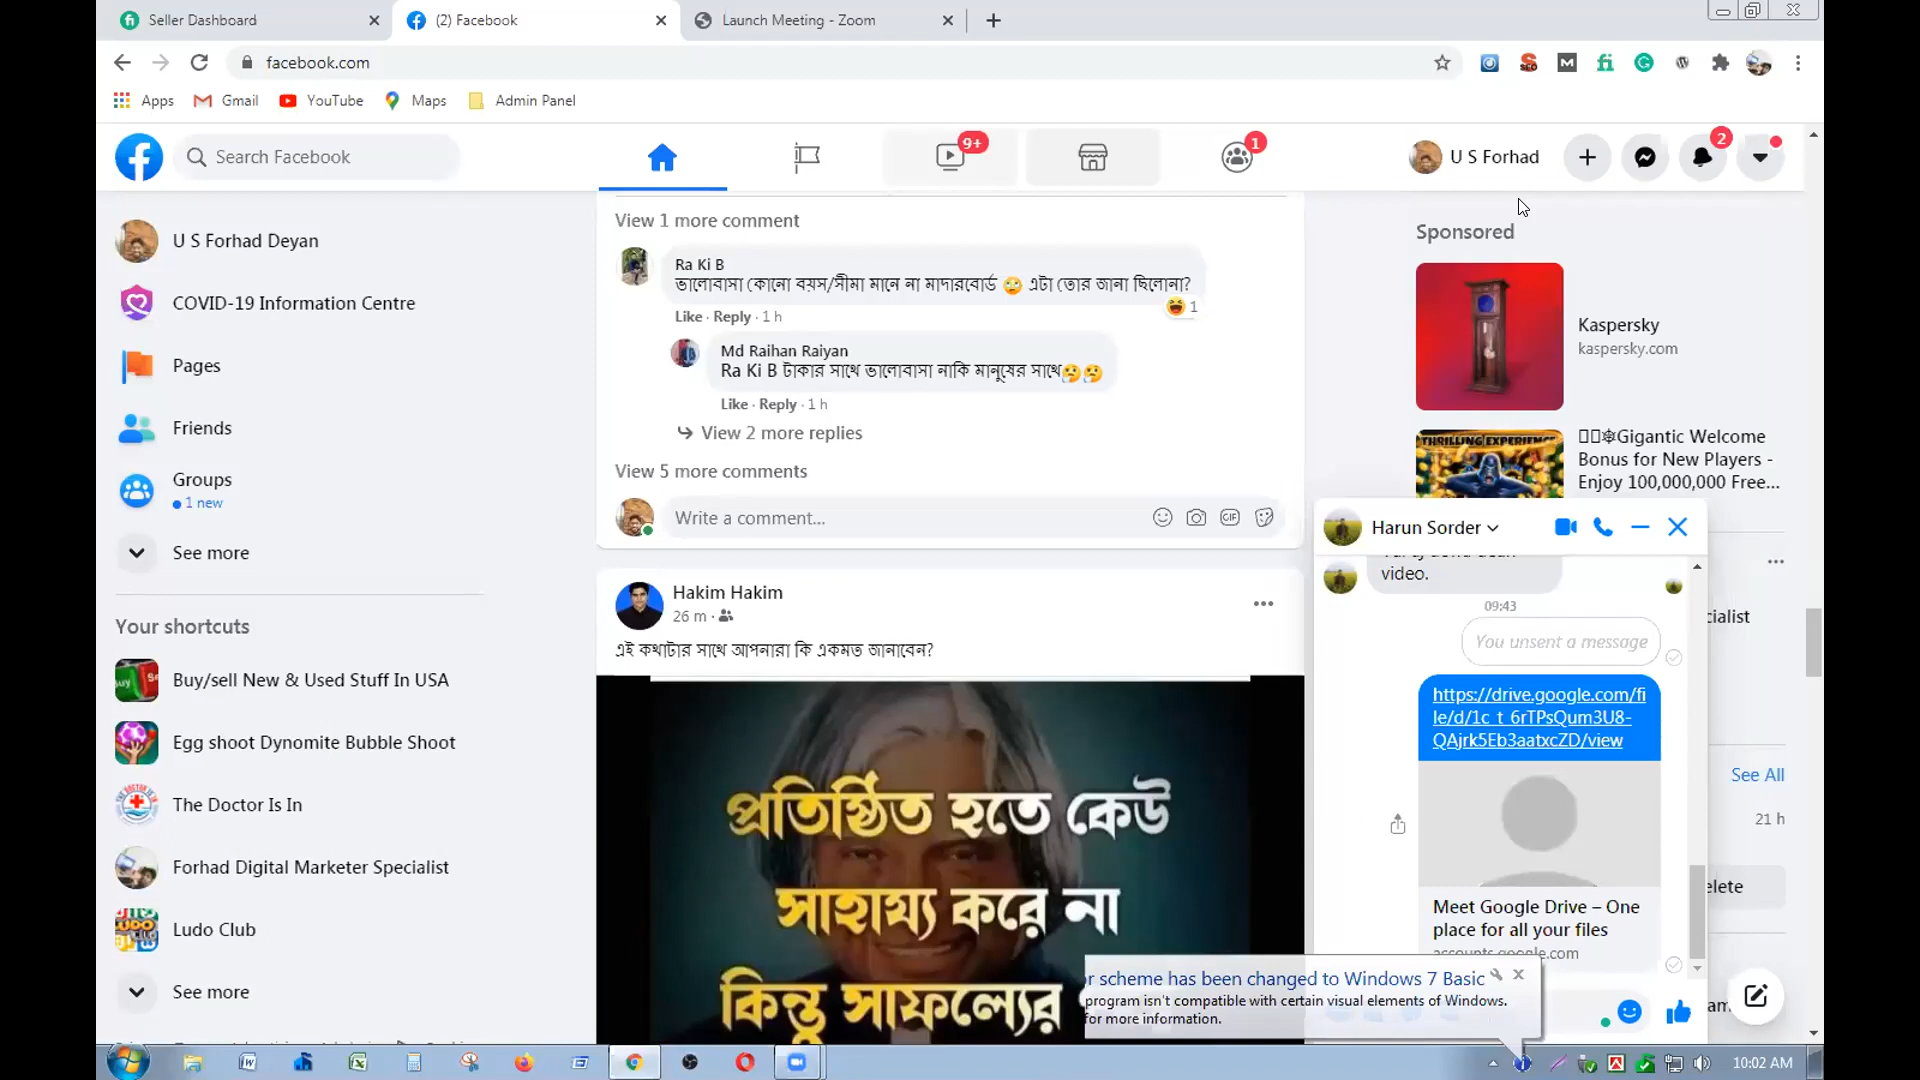 Seller Dashboard
(2) Facebook
Launch Meeting - Zoom
facebook.com
Apps
Gmail
YouTube
Maps
Admin Panel
Search Facebook
9+
1
U S Forhad
2
U S Forhad Deyan
COVID-19 Information Centre
Pages
Friends
Groups
1 new
See more
Your shortcuts
Buy/sell New & Used Stuff In USA
Egg shoot Dynomite Bubble Shoot
The Doctor Is In
Forhad Digital Marketer Specialist
Ludo Club
See more
View 1 more comment
Ra Ki B
ভালোবাসা কোনো বয়স/সীমা মানে না মাদারবোর্ড 🙄 এটা তোর জানা ছিলোনা?
😆 1
Like · Reply · 1 h
Md Raihan Raiyan
Ra Ki B টাকার সাথে ভালোবাসা নাকি মানুষের সাথে🤔🤔
Like · Reply · 1 h
View 2 more replies
View 5 more comments
Write a comment...
GIF
Hakim Hakim
26 m ·
এই কথাটার সাথে আপনারা কি একমত জানাবেন?
প্রতিষ্ঠিত হতে কেউ
সাহায্য করে না
কিন্তু সাফল্যের
Sponsored
Kaspersky
kaspersky.com
THRILLING EXPERIENCE
Gigantic Welcome
Bonus for New Players -
Enjoy 100,000,000 Free...
Harun Sorder
video.
09:43
You unsent a message
https://drive.google.com/fi
le/d/1c_t_6rTPsQum3U8-
QAjrk5Eb3aatxcZD/view
Meet Google Drive – One
place for all your files
accounts.google.com
cialist
See All
21 h
elete
r scheme has been changed to Windows 7 Basic
program isn't compatible with certain visual elements of Windows.
for more information.
10:02 AM